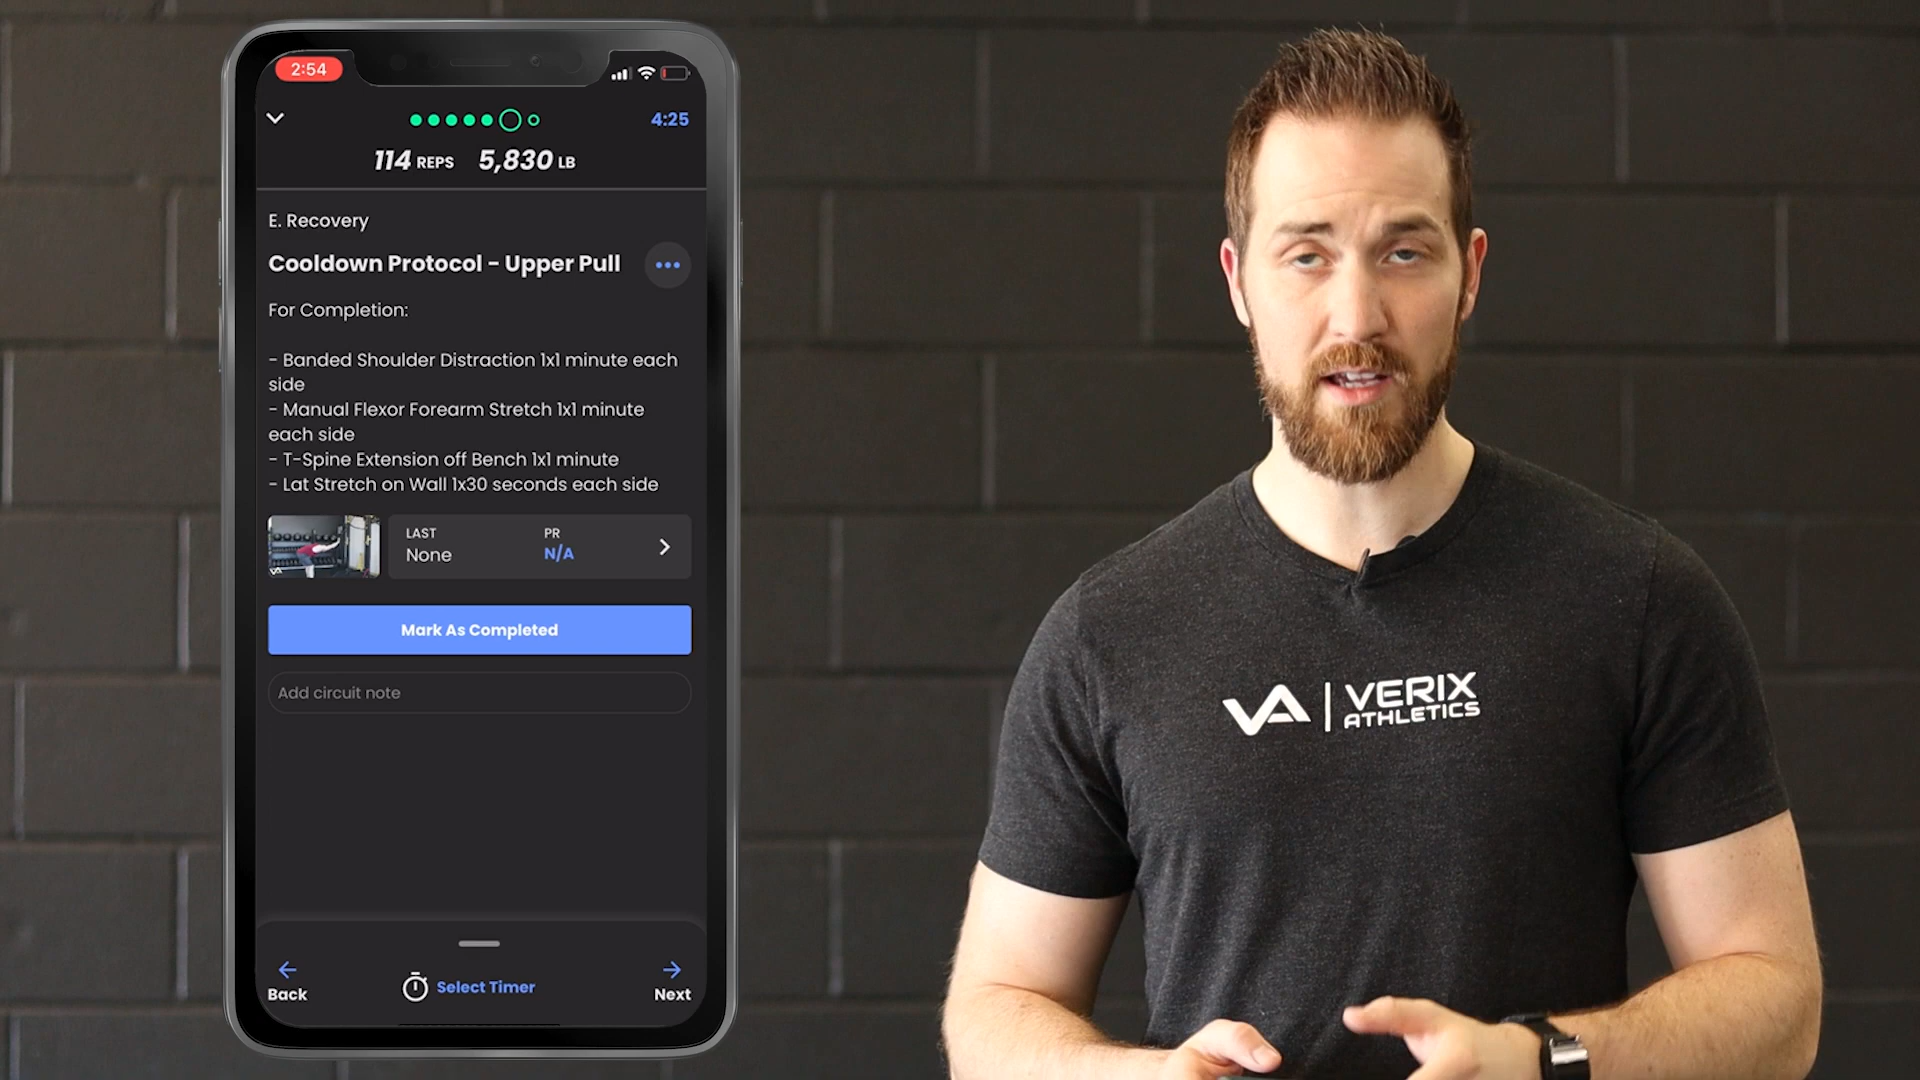 2:54
4:25
114 REPS 5,830 LB
E. Recovery
Cooldown Protocol - Upper Pull
For Completion:
- Banded Shoulder Distraction 1x1 minute each
side
- Manual Flexor Forearm Stretch 1x1 minute
each side
- T-Spine Extension off Bench 1x1 minute
- Lat Stretch on Wall 1x30 seconds each side
LAST
None
PR
N/A
VA
Mark As Completed
Add circuit note
Back
Select Timer
Next
VA | VERIX
ATHLETICS